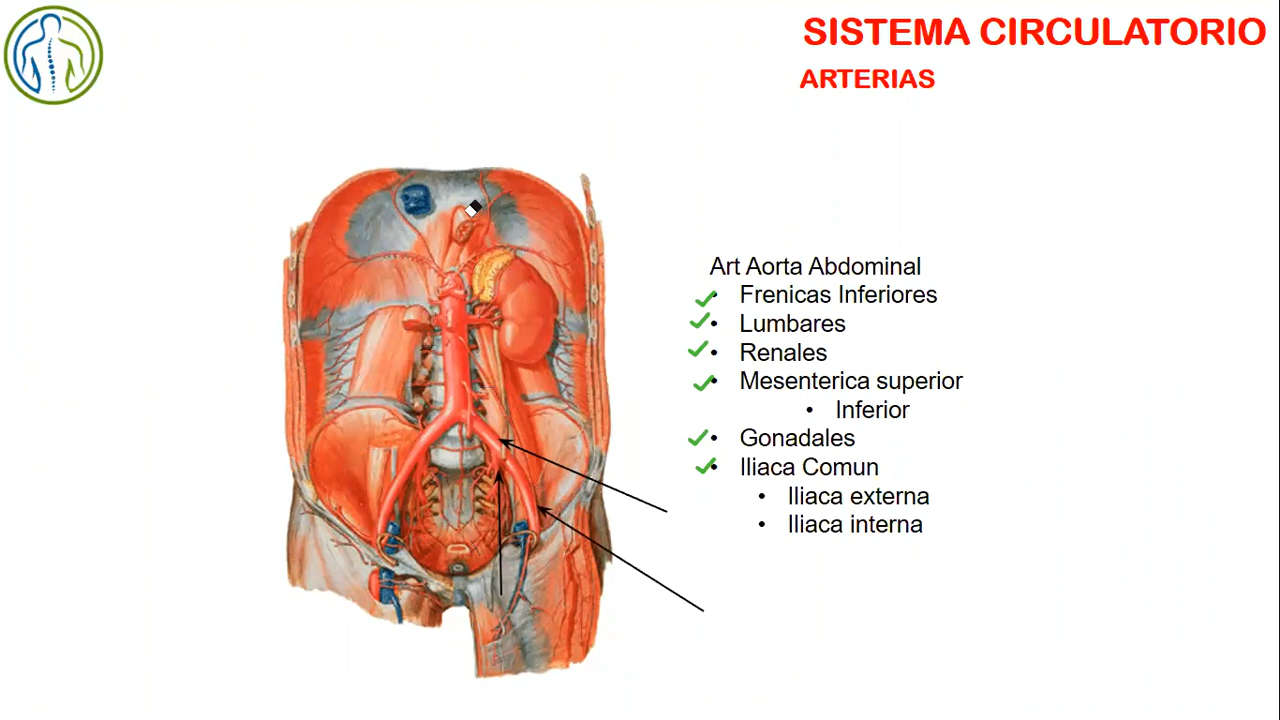 SISTEMA CIRCULATORIO
ARTERIAS
Art Aorta Abdominal
• Frenicas Inferiores
• Lumbares
• Renales
• Mesenterica superior
• Inferior
• Gonadales
• Iliaca Comun
• Iliaca externa
• Iliaca interna